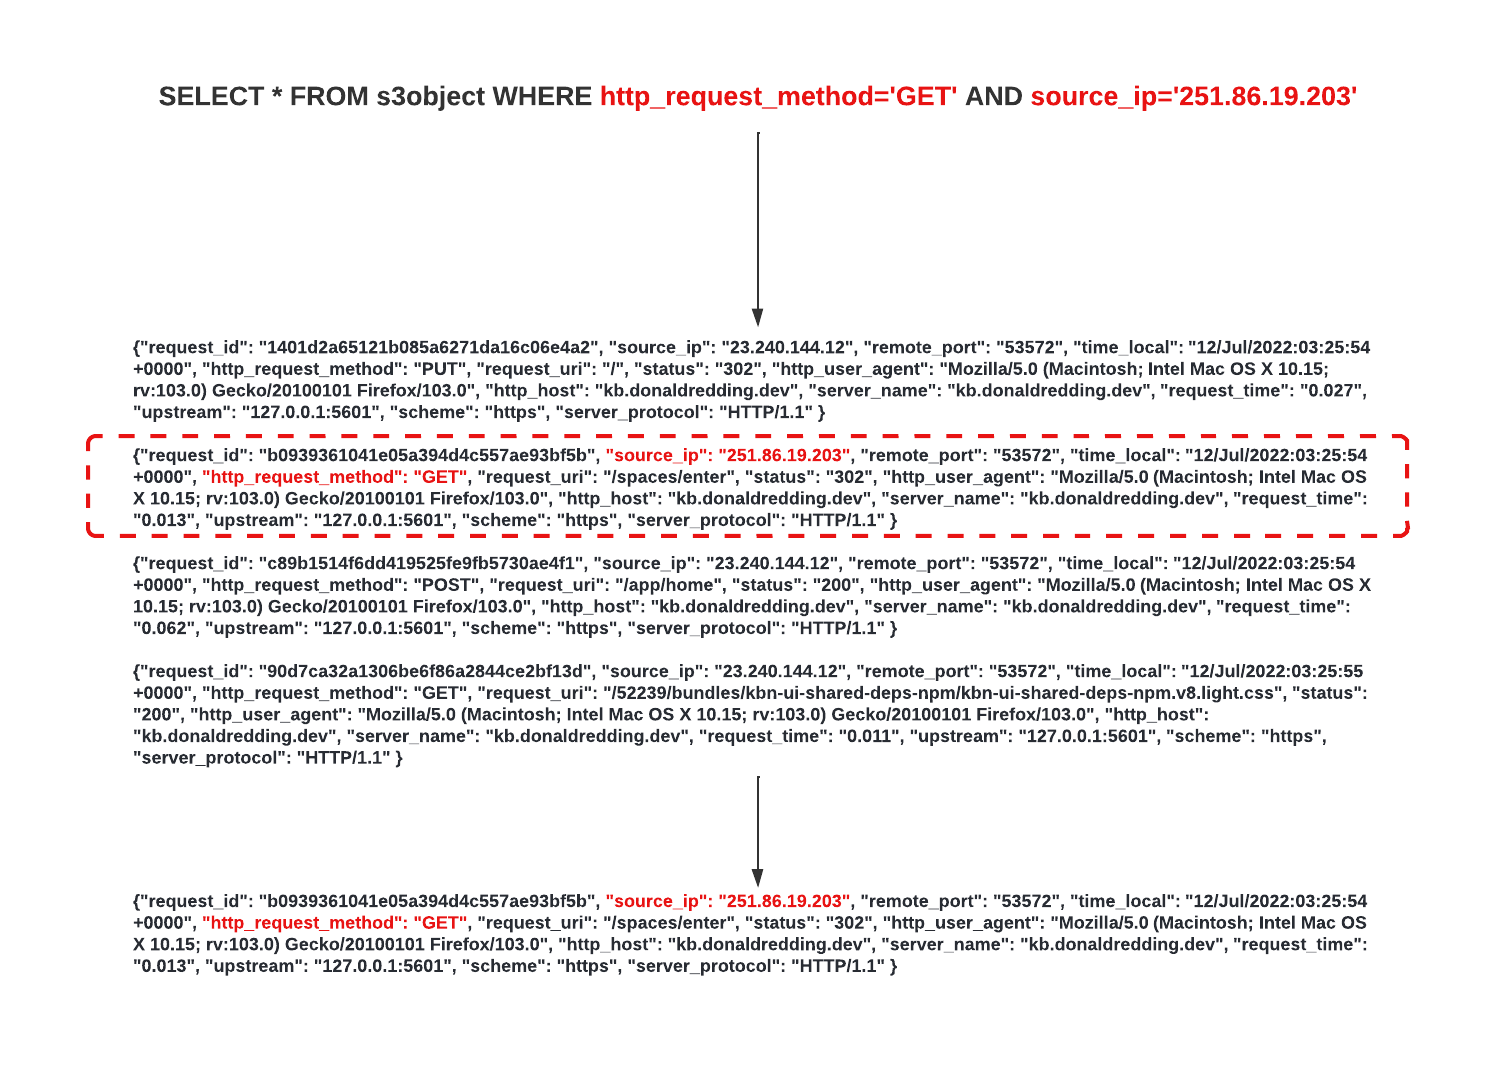 SELECT * FROM s3object WHERE http_request_method='GET' AND source_ip='251.86.19.203'
{"request_id": "1401d2a65121b085a6271da16c06e4a2", "source_ip": "23.240.144.12", "remote_port": "53572", "time_local": "12/Jul/2022:03:25:54
+0000", "http_request_method": "PUT", "request_uri": "/", "status": "302", "http_user_agent": "Mozilla/5.0 (Macintosh; Intel Mac OS X 10.15;
rv:103.0) Gecko/20100101 Firefox/103.0", "http_host": "kb.donaldredding.dev", "server_name": "kb.donaldredding.dev", "request_time": "0.027",
"upstream": "127.0.0.1:5601", "scheme": "https", "server_protocol": "HTTP/1.1" }
{"request_id": "b0939361041e05a394d4c557ae93bf5b", "source_ip": "251.86.19.203", "remote_port": "53572", "time_local": "12/Jul/2022:03:25:54
+0000", "http_request_method": "GET", "request_uri": "/spaces/enter", "status": "302", "http_user_agent": "Mozilla/5.0 (Macintosh; Intel Mac OS
X 10.15; rv:103.0) Gecko/20100101 Firefox/103.0", "http_host": "kb.donaldredding.dev", "server_name": "kb.donaldredding.dev", "request_time":
"0.013", "upstream": "127.0.0.1:5601", "scheme": "https", "server_protocol": "HTTP/1.1" }
{"request_id": "c89b1514f6dd419525fe9fb5730ae4f1", "source_ip": "23.240.144.12", "remote_port": "53572", "time_local": "12/Jul/2022:03:25:54
+0000", "http_request_method": "POST", "request_uri": "/app/home", "status": "200", "http_user_agent": "Mozilla/5.0 (Macintosh; Intel Mac OS X
10.15; rv:103.0) Gecko/20100101 Firefox/103.0", "http_host": "kb.donaldredding.dev", "server_name": "kb.donaldredding.dev", "request_time":
"0.062", "upstream": "127.0.0.1:5601", "scheme": "https", "server_protocol": "HTTP/1.1" }
{"request_id": "90d7ca32a1306be6f86a2844ce2bf13d", "source_ip": "23.240.144.12", "remote_port": "53572", "time_local": "12/Jul/2022:03:25:55
+0000", "http_request_method": "GET", "request_uri": "/52239/bundles/kbn-ui-shared-deps-npm/kbn-ui-shared-deps-npm.v8.light.css", "status":
"200", "http_user_agent": "Mozilla/5.0 (Macintosh; Intel Mac OS X 10.15; rv:103.0) Gecko/20100101 Firefox/103.0", "http_host":
"kb.donaldredding.dev", "server_name": "kb.donaldredding.dev", "request_time": "0.011", "upstream": "127.0.0.1:5601", "scheme": "https",
"server_protocol": "HTTP/1.1" }
{"request_id": "b0939361041e05a394d4c557ae93bf5b", "source_ip": "251.86.19.203", "remote_port": "53572", "time_local": "12/Jul/2022:03:25:54
+0000", "http_request_method": "GET", "request_uri": "/spaces/enter", "status": "302", "http_user_agent": "Mozilla/5.0 (Macintosh; Intel Mac OS
X 10.15; rv:103.0) Gecko/20100101 Firefox/103.0", "http_host": "kb.donaldredding.dev", "server_name": "kb.donaldredding.dev", "request_time":
"0.013", "upstream": "127.0.0.1:5601", "scheme": "https", "server_protocol": "HTTP/1.1" }